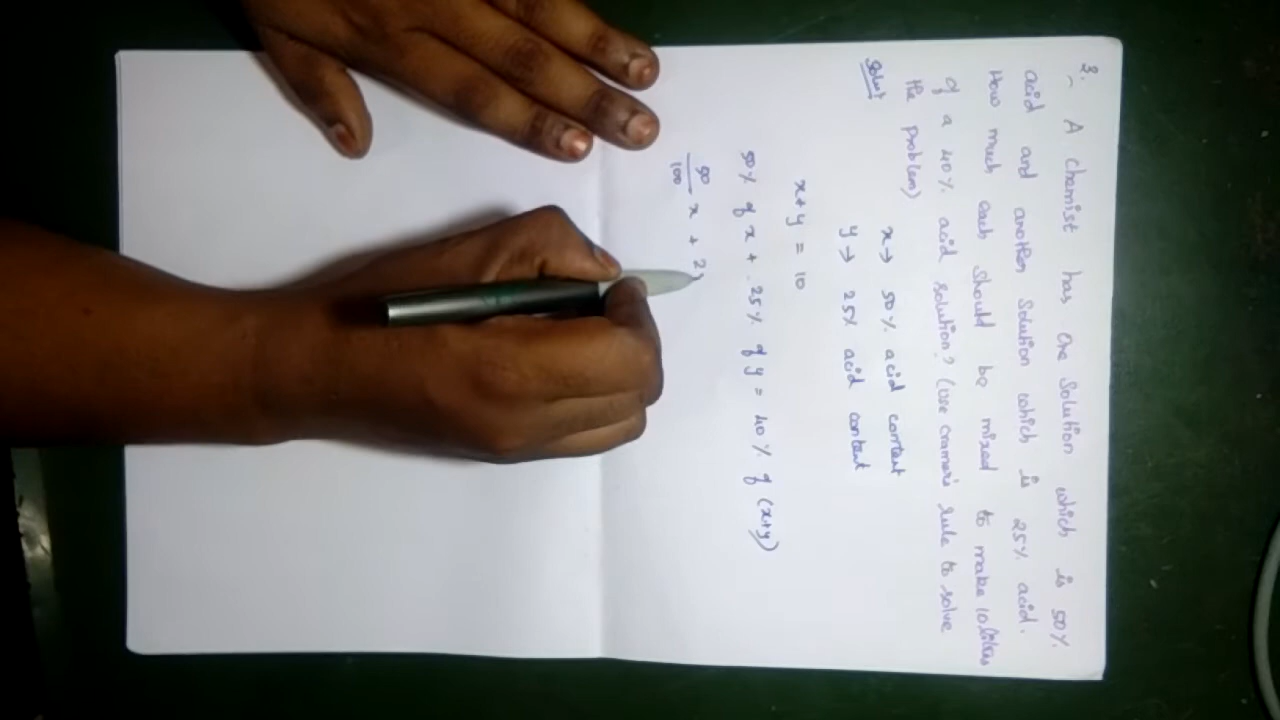 2. A chemist has one solution which is 50%
acid and another solution which is 25% acid.
How much each should be mixed to make 10 liters
of a 40% acid solution? (use cramer's rule to solve
the problem)
Solun
x → 50% acid content
y → 25% acid content
x + y = 10
50% of x + 25% of y = 40% of (x+y)
50/100 x + 2